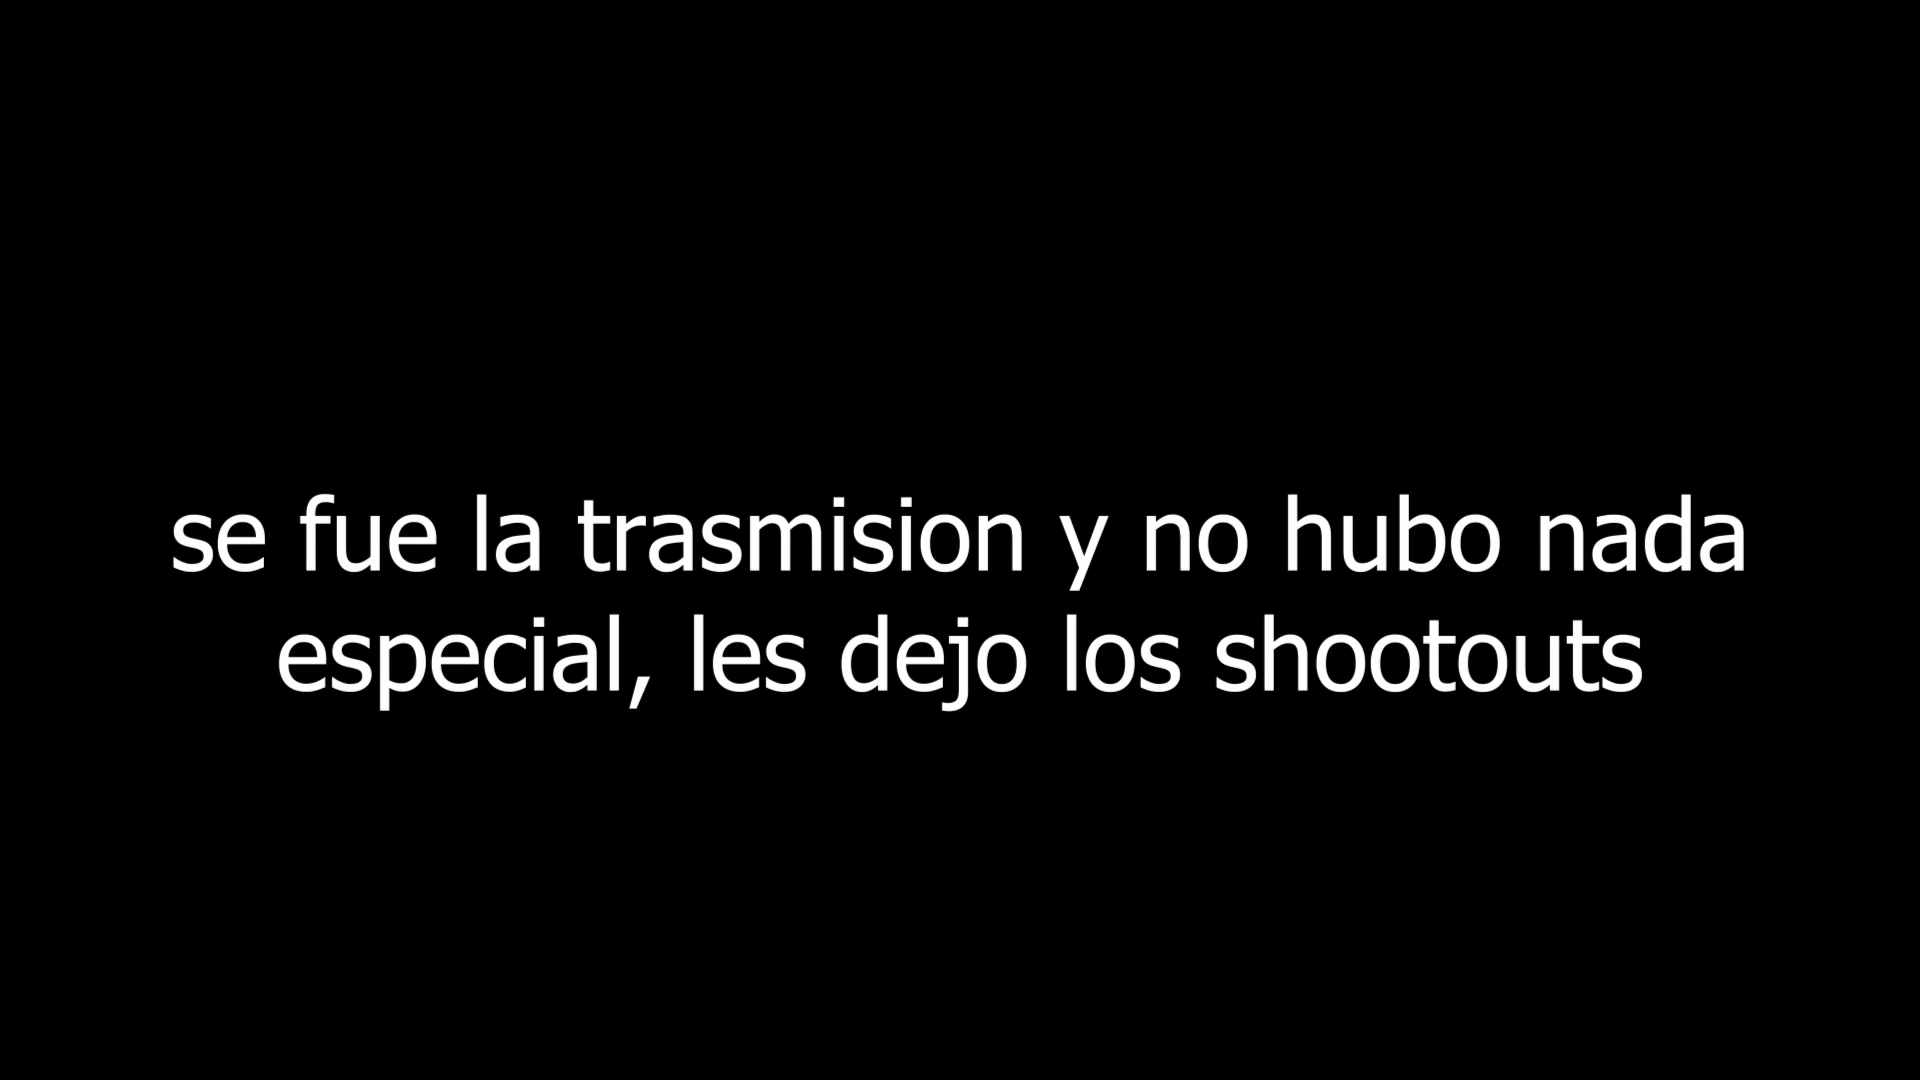 se fue la trasmision y no hubo nada
especial, les dejo los shootouts